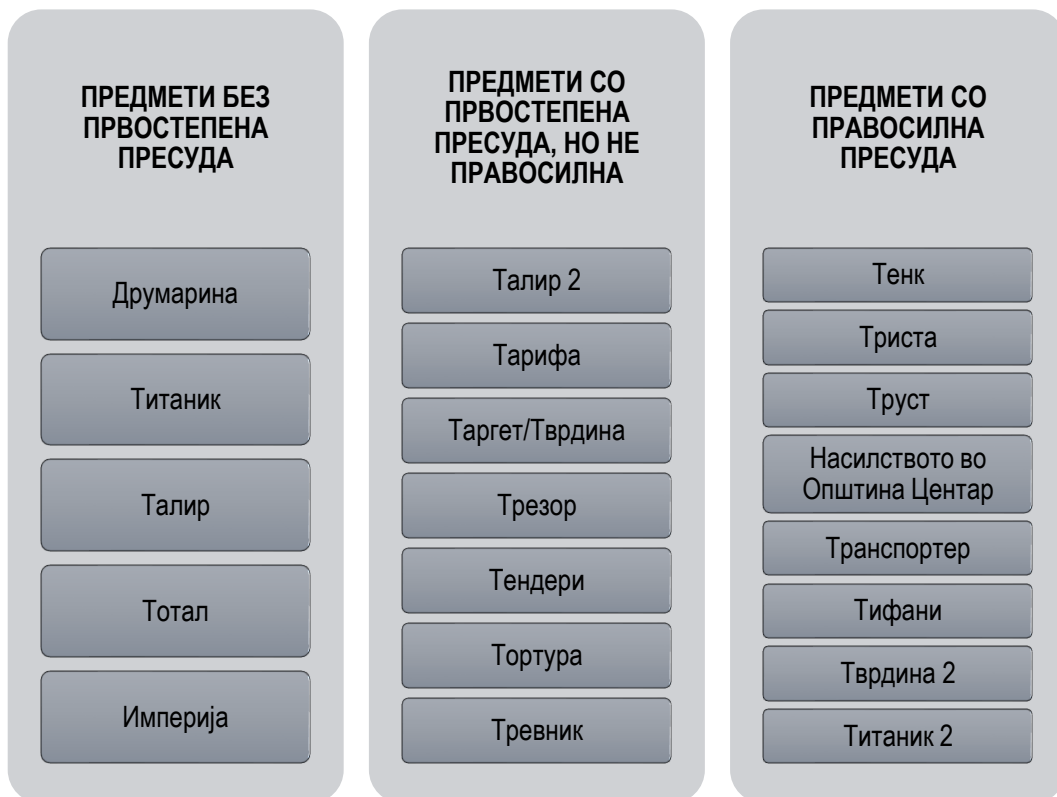 ПРЕДМЕТИ БЕЗ
ПРВОСТЕПЕНА
ПРЕСУДА
Друмарина
Титаник
Талир
Тотал
Империја
ПРЕДМЕТИ СО
ПРВОСТЕПЕНА
ПРЕСУДА, НО НЕ
ПРАВОСИЛНА
Талир 2
Тарифа
Таргет/Тврдина
Трезор
Тендери
Тортура
Тревник
ПРЕДМЕТИ СО
ПРАВОСИЛНА
ПРЕСУДА
Тенк
Триста
Труст
Насилството во
Општина Центар
Транспортер
Тифани
Тврдина 2
Титаник 2